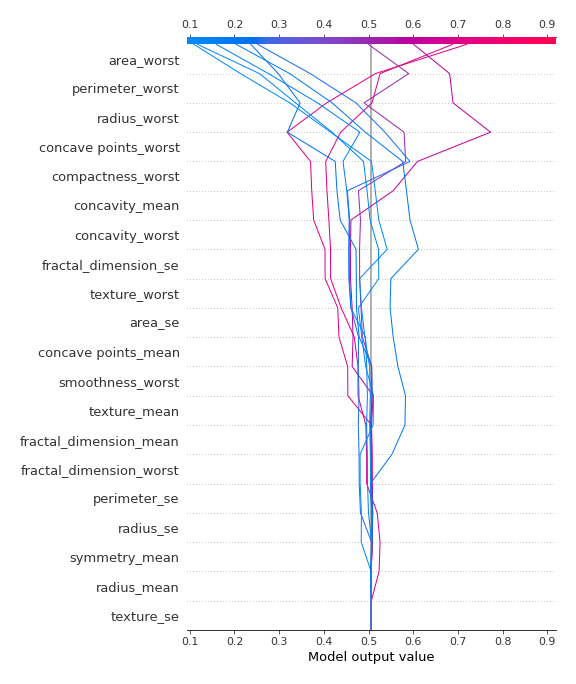 0.1 0.2 0.3 0.4 0.5 0.6 0.7 0.8 0.9
area_worst
perimeter_worst
radius_worst
concave points_worst
compactness_worst
concavity_mean
concavity_worst
fractal_dimension_se
texture_worst
area_se
concave points_mean
smoothness_worst
texture_mean
fractal_dimension_mean
fractal_dimension_worst
perimeter_se
radius_se
symmetry_mean
radius_mean
texture_se
0.1 0.2 0.3 0.4 0.5 0.6 0.7 0.8 0.9
Model output value